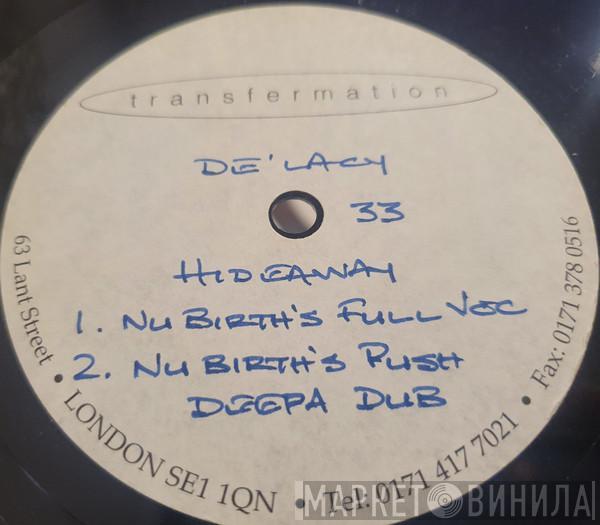 transfermation
DE'LACY
33
HIDEAWAY
1. NU BIRTH'S FULL VOC
2. NU BIRTH'S PUSH
DEEPA DUB
63 Lant Street • LONDON SE1 1QN • Tel: 0171 417 7021 • Fax: 0171 378 0516
МАРКЕТ ВИНИЛА